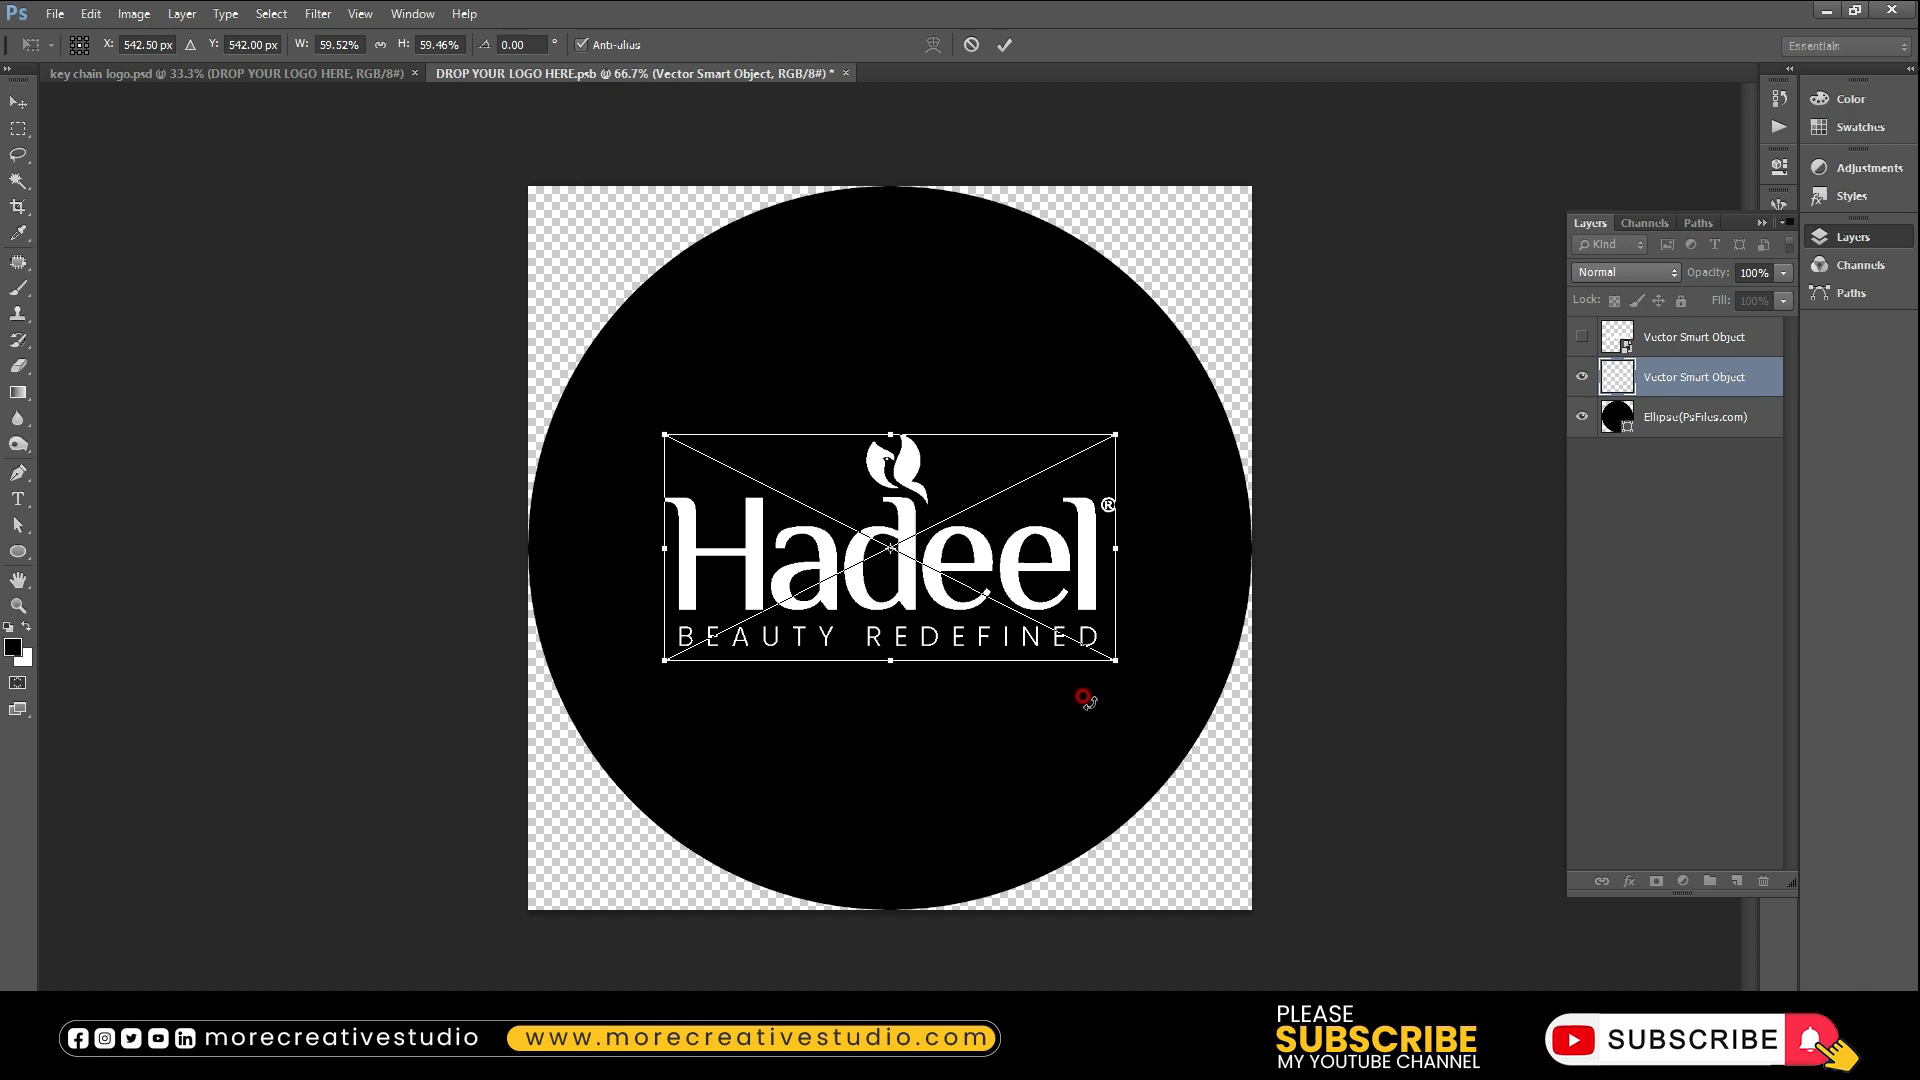 Ps File Edit Image Layer Type Select Filter View Window Help
X: 542.50 px Y: 542.00 px W: 59.52% H: 59.46% 0.00 ° Anti-alias Essentials
key chain logo.psd @ 33.3% (DROP YOUR LOGO HERE, RGB/8#) × DROP YOUR LOGO HERE.psb @ 66.7% (Vector Smart Object, RGB/8#) * ×
Color
Swatches
Adjustments
Styles
Layers
Channels
Paths
Layers Channels Paths
Kind
Normal Opacity: 100%
Lock: Fill: 100%
Vector Smart Object
Vector Smart Object
Ellipse(PsFiles.com)
fx
Hadeel®
BEAUTY REDEFINED
morecreativestudio
www.morecreativestudio.com
PLEASE
SUBSCRIBE
MY YOUTUBE CHANNEL
SUBSCRIBE